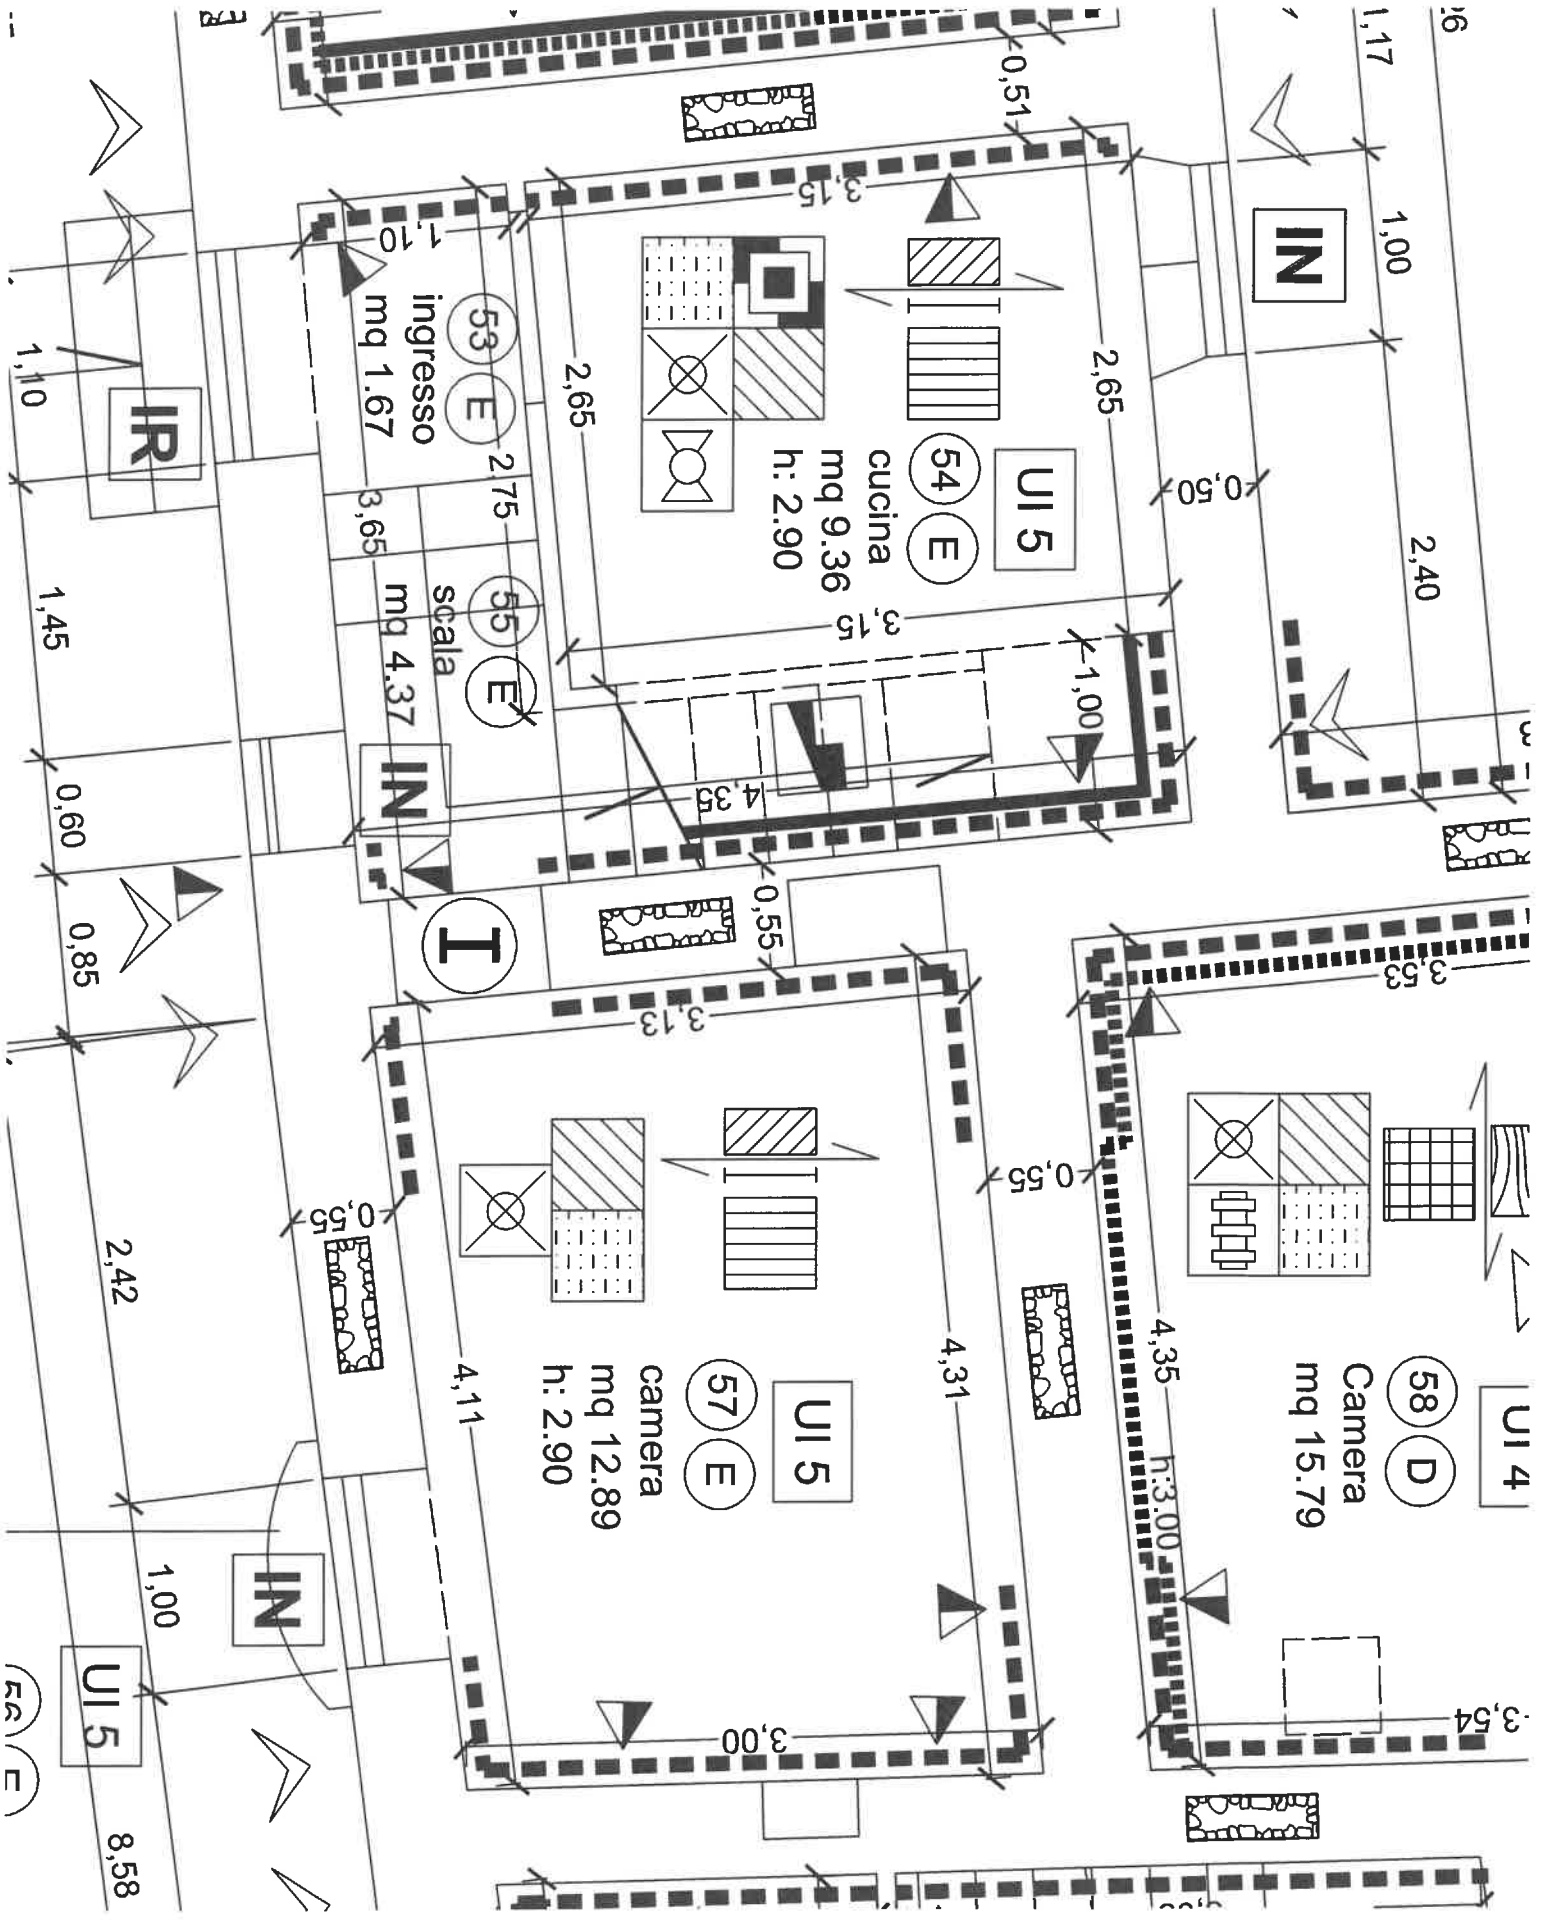 UI 5
54 E
cucina
mq 9.36
h: 2.90
53 E
ingresso
mq 1.67
55 E
scala
mq 4.37
UI 5
57 E
camera
mq 12.89
h: 2.90
UI 4
58 D
Camera
mq 15.79
h:3.00
UI 5
IN
IR
IN
IN
I
1,17
1,00
2,40
0,50
0,51
3,15
2,65
2,65
3,15
1,00
4,35
1,10
2,75
3,65
1,10
1,45
0,60
0,85
2,42
1,00
8,58
0,55
3,13
4,31
4,11
3,00
0,55
0,55
3,53
4,35
3,54